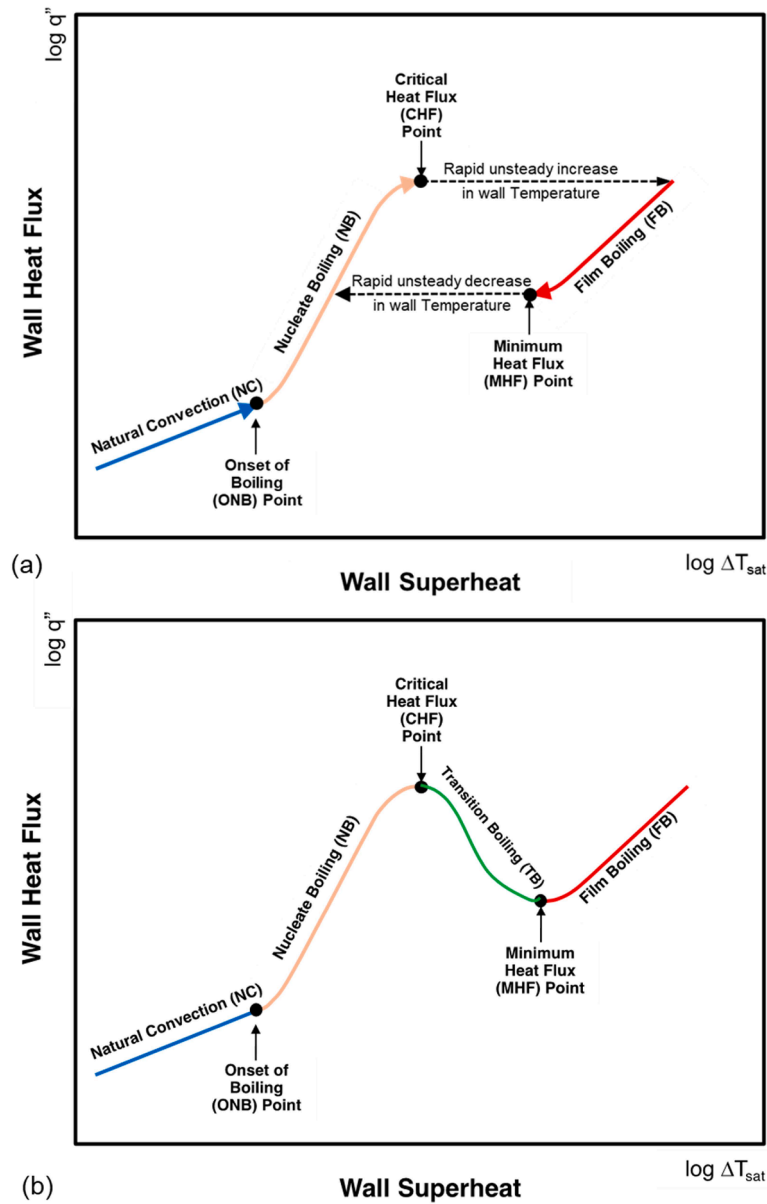 log q”
Wall Heat Flux
Critical
Heat Flux
(CHF)
Point
Rapid unsteady increase
in wall Temperature
Nucleate Boiling (NB)
Film Boiling (FB)
Rapid unsteady decrease
in wall Temperature
Minimum
Heat Flux
(MHF) Point
Natural Convection (NC)
Onset of
Boiling
(ONB) Point
(a)
Wall Superheat
log ΔTsat
log q”
Wall Heat Flux
Critical
Heat Flux
(CHF)
Point
Transition Boiling (TB)
Nucleate Boiling (NB)
Film Boiling (FB)
Minimum
Heat Flux
(MHF) Point
Natural Convection (NC)
Onset of
Boiling
(ONB) Point
(b)
Wall Superheat
log ΔTsat